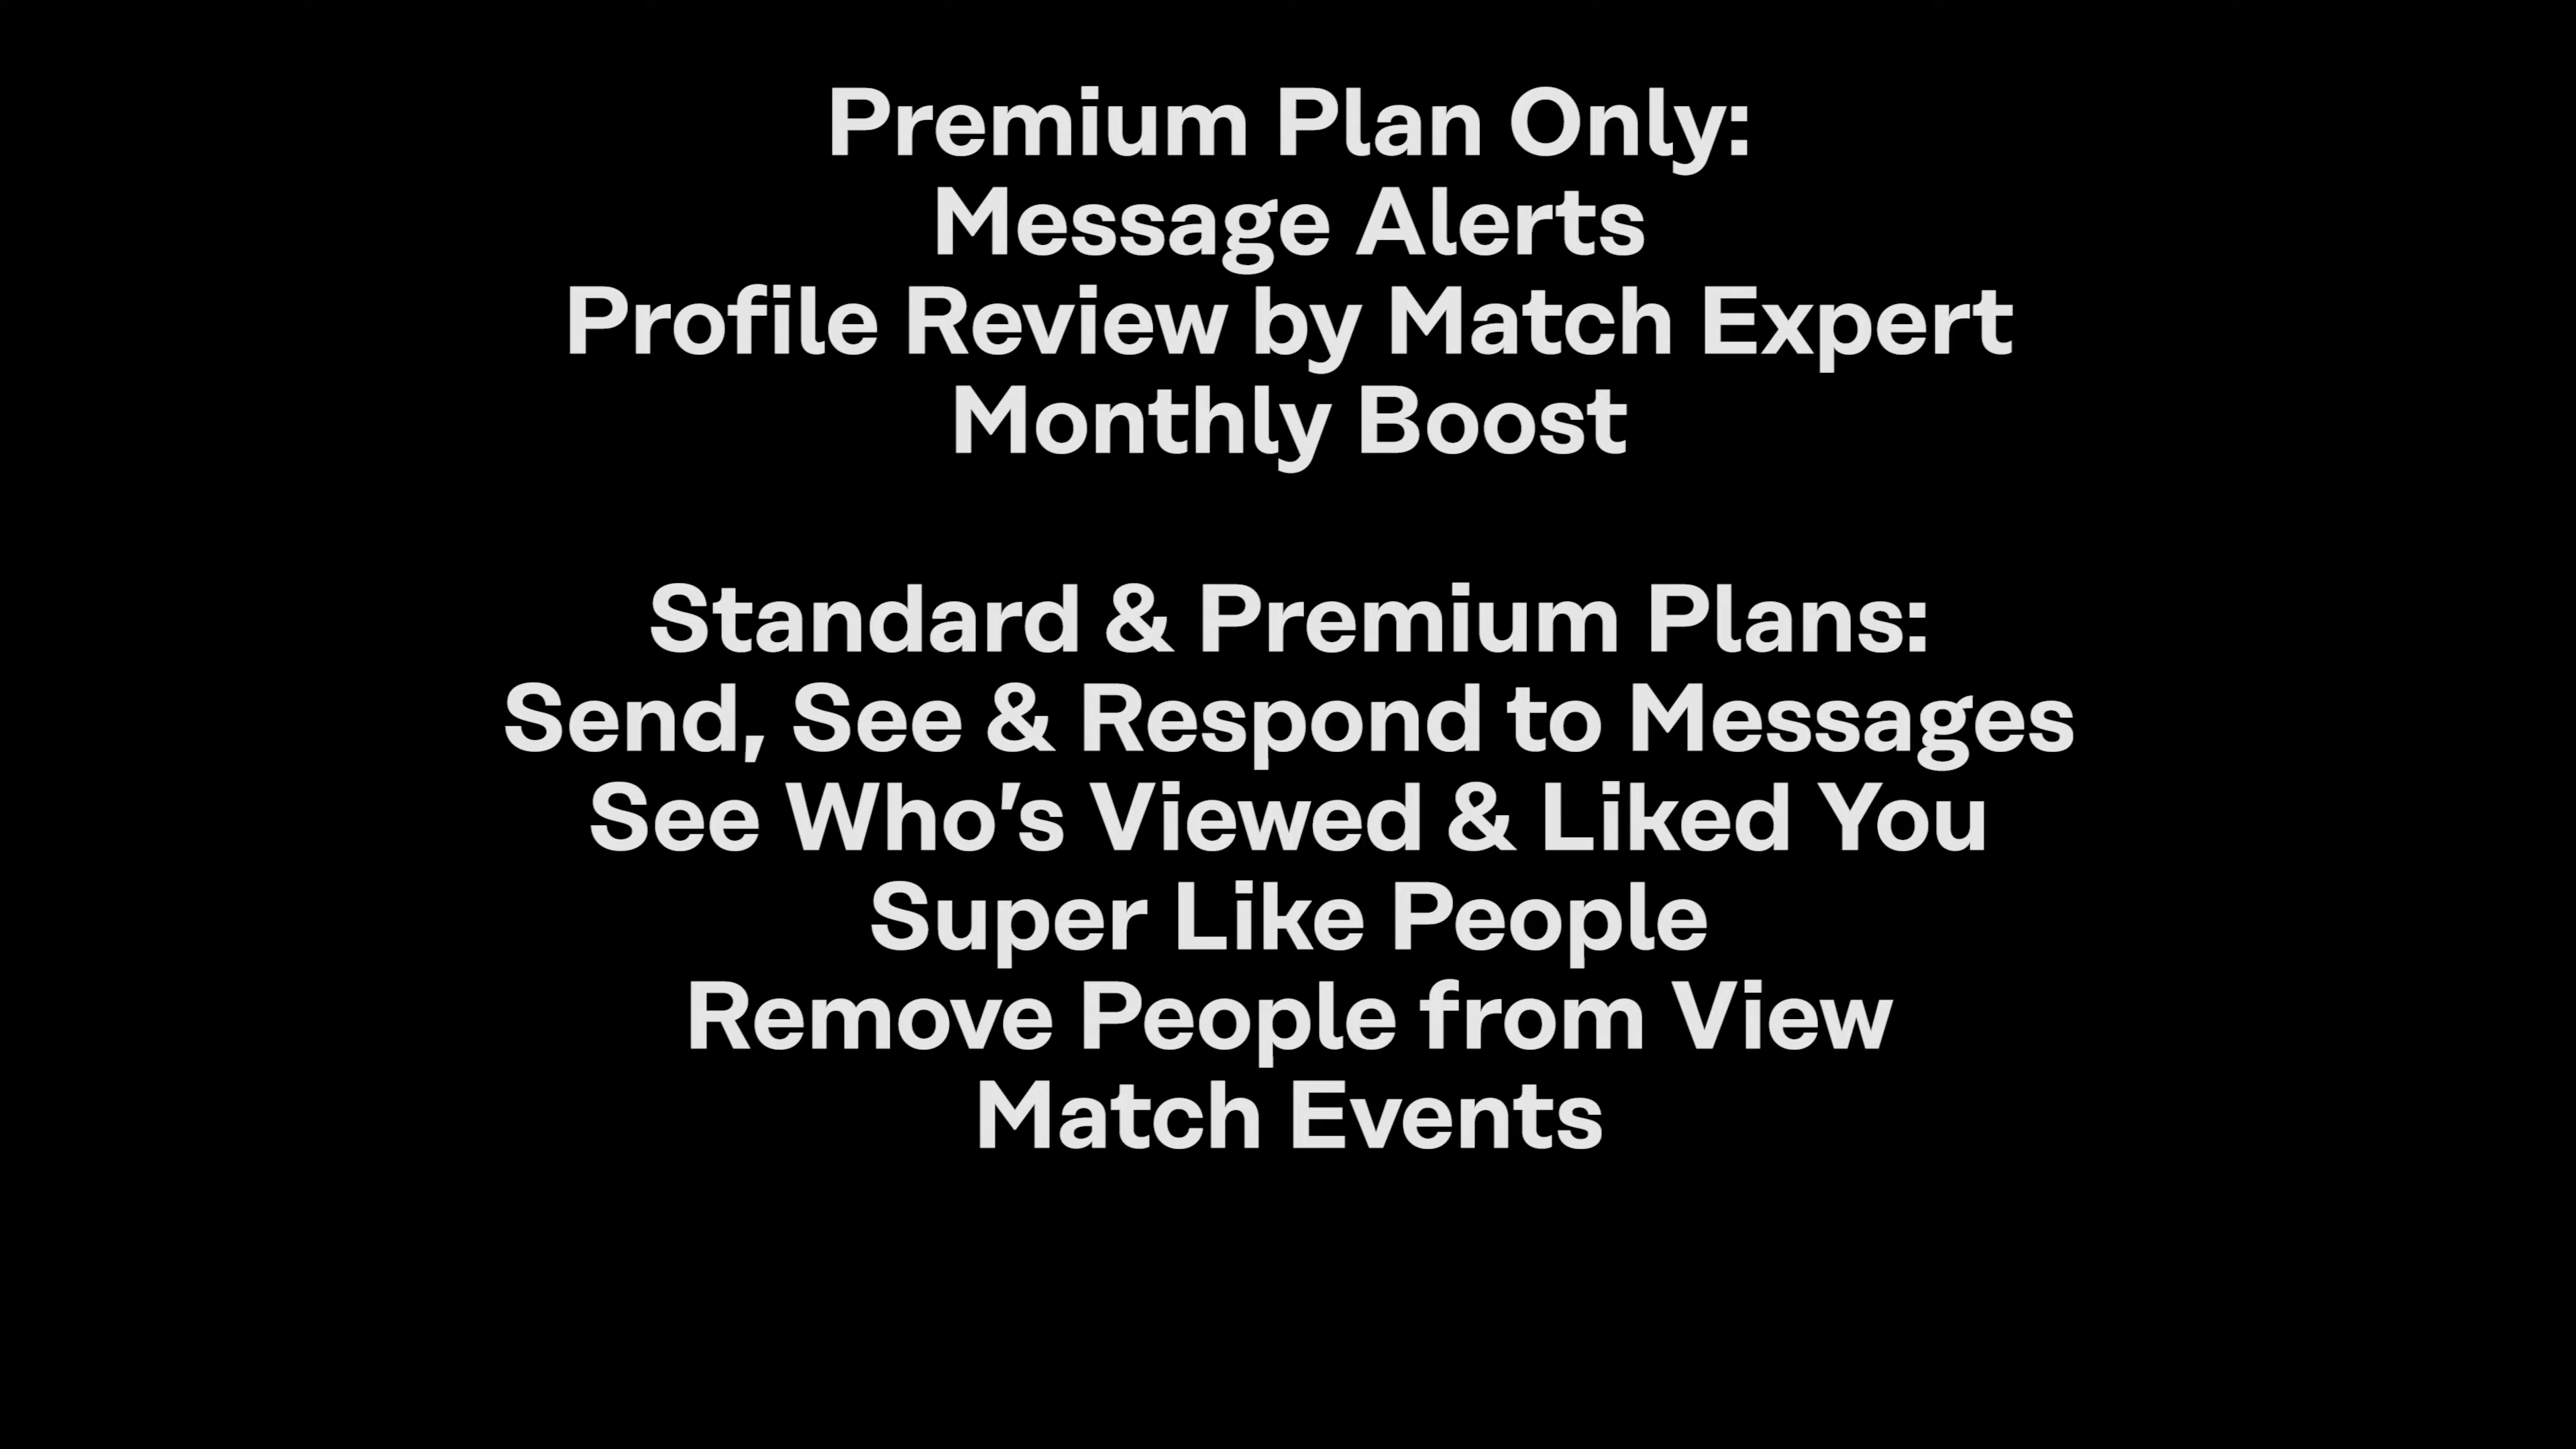 Premium Plan Only:
Message Alerts
Profile Review by Match Expert
Monthly Boost
Standard & Premium Plans:
Send, See & Respond to Messages
See Who’s Viewed & Liked You
Super Like People
Remove People from View
Match Events